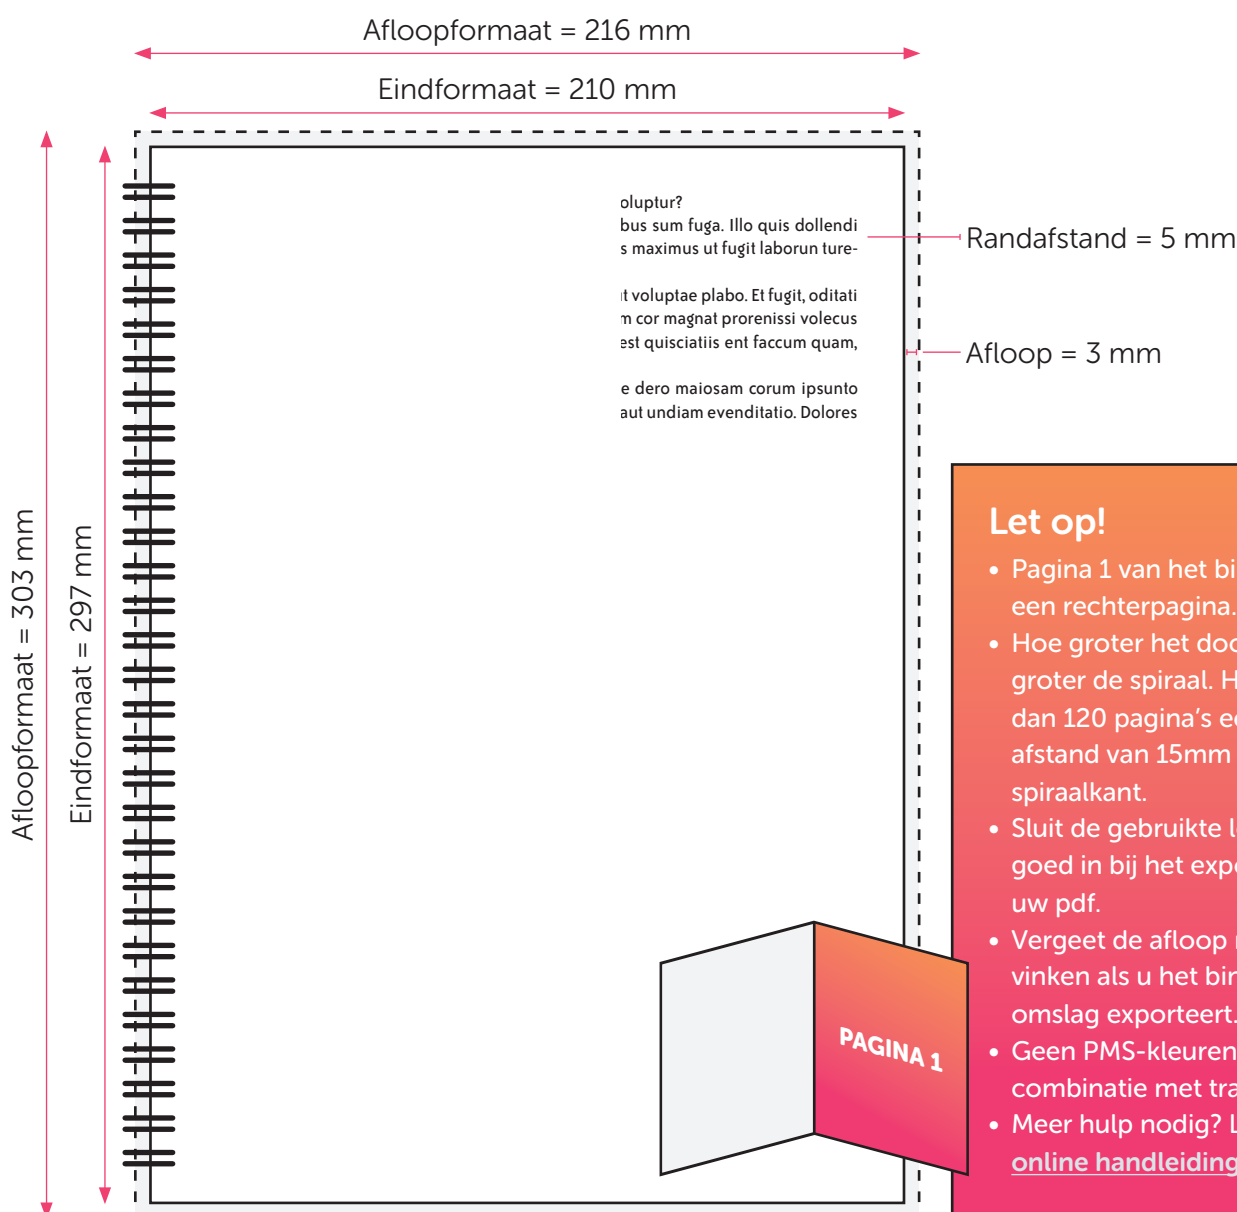 Afloopformaat = 216 mm
Eindformaat = 210 mm
Afloopformaat = 303 mm
Eindformaat = 297 mm
oluptur?
bus sum fuga. Illo quis dollendi
s maximus ut fugit laborun ture-
t voluptae plabo. Et fugit, oditati
m cor magnat prorenissi volecus
est quisciatiis ent faccum quam,
e dero maiosam corum ipsunto
aut undiam evenditatio. Dolores
Randafstand = 5 mm
Afloop = 3 mm
Let op!
• Pagina 1 van het bi
een rechterpagina.
• Hoe groter het doo
groter de spiraal. H
dan 120 pagina's e
afstand van 15mm
spiraalkant.
• Sluit de gebruikte l
goed in bij het expo
uw pdf.
• Vergeet de afloop
vinken als u het bin
omslag exporteert.
• Geen PMS-kleuren
combinatie met tra
• Meer hulp nodig? L
online handleiding
PAGINA 1